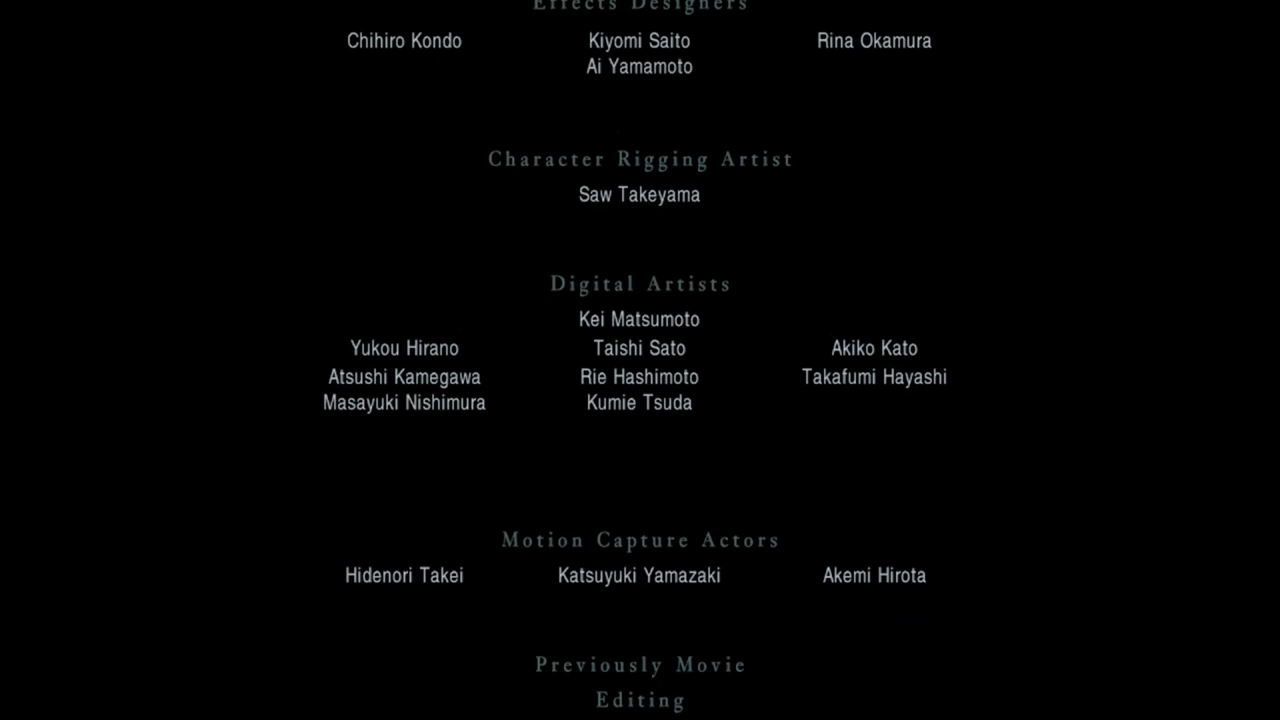 Effects Designers
Chihiro Kondo Kiyomi Saito Rina Okamura
Ai Yamamoto
Character Rigging Artist
Saw Takeyama
Digital Artists
Kei Matsumoto
Yukou Hirano Taishi Sato Akiko Kato
Atsushi Kamegawa Rie Hashimoto Takafumi Hayashi
Masayuki Nishimura Kumie Tsuda
Motion Capture Actors
Hidenori Takei Katsuyuki Yamazaki Akemi Hirota
Previously Movie
Editing